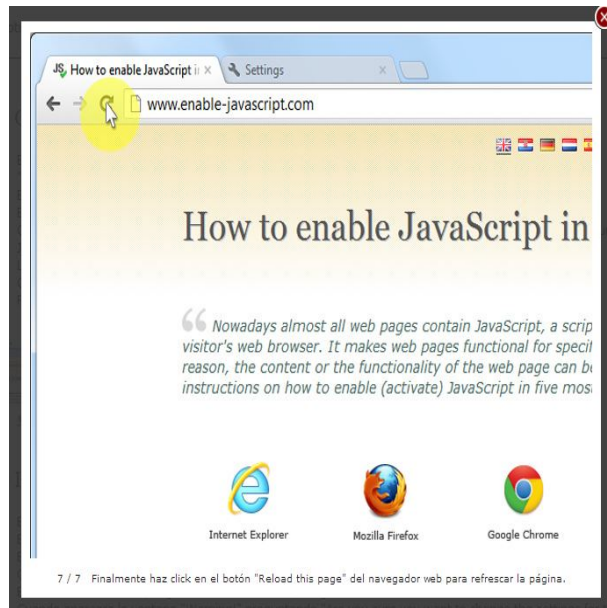 How to enable JavaScript i
Settings
www.enable-javascript.com
How to enable JavaScript in
Nowadays almost all web pages contain JavaScript, a scrip
visitor's web browser. It makes web pages functional for specif
reason, the content or the functionality of the web page can b
instructions on how to enable (activate) JavaScript in five mos
Internet Explorer
Mozilla Firefox
Google Chrome
7 / 7 Finalmente haz click en el botón "Reload this page" del navegador web para refrescar la página.